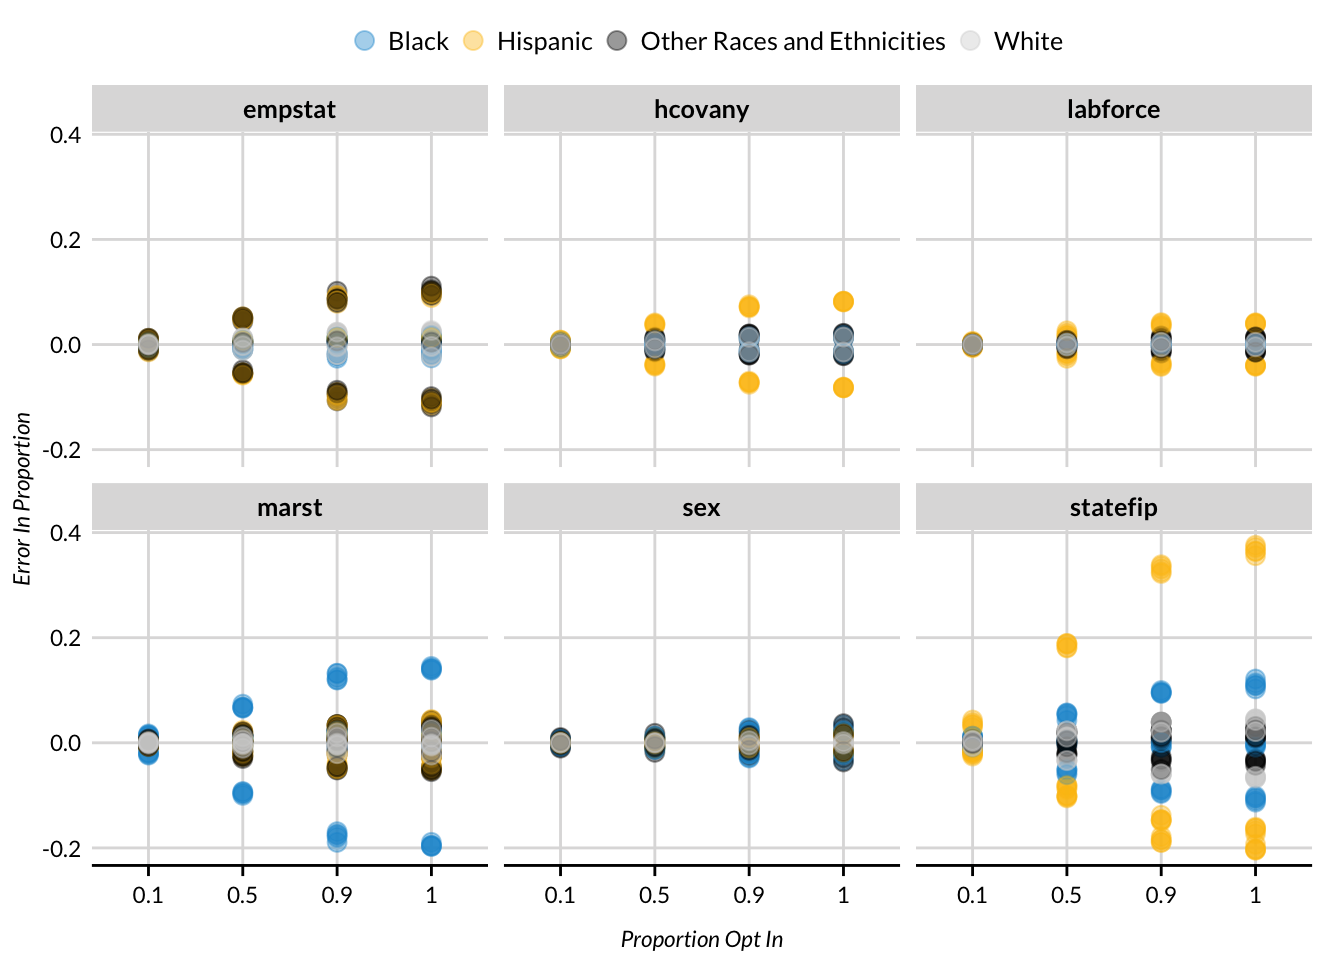 Black Hispanic Other Races and Ethnicities White
empstat hcovany labforce
0.4
0.2
0.0
-0.2
marst sex statefip
0.4
0.2
0.0
-0.2
Error In Proportion
0.1 0.5 0.9 1 0.1 0.5 0.9 1 0.1 0.5 0.9 1
Proportion Opt In